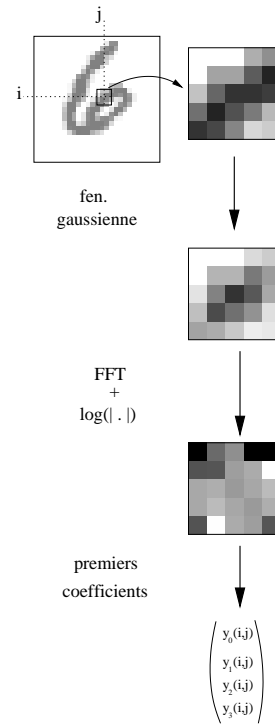 j
i
fen.
gaussienne
FFT
+
log(| . |)
premiers
coefficients
y₀(i,j)
y₁(i,j)
y₂(i,j)
y₃(i,j)